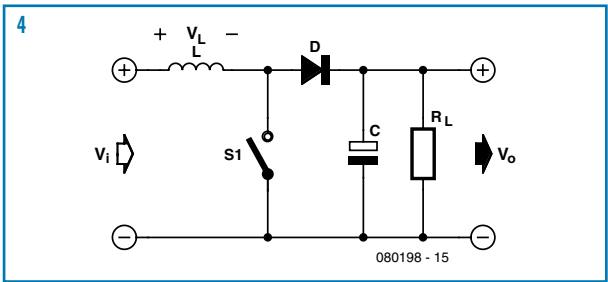 4
+ V_L −
L
D
+
+
V_i
S1
C
R_L
V_o
−
−
080198 - 15